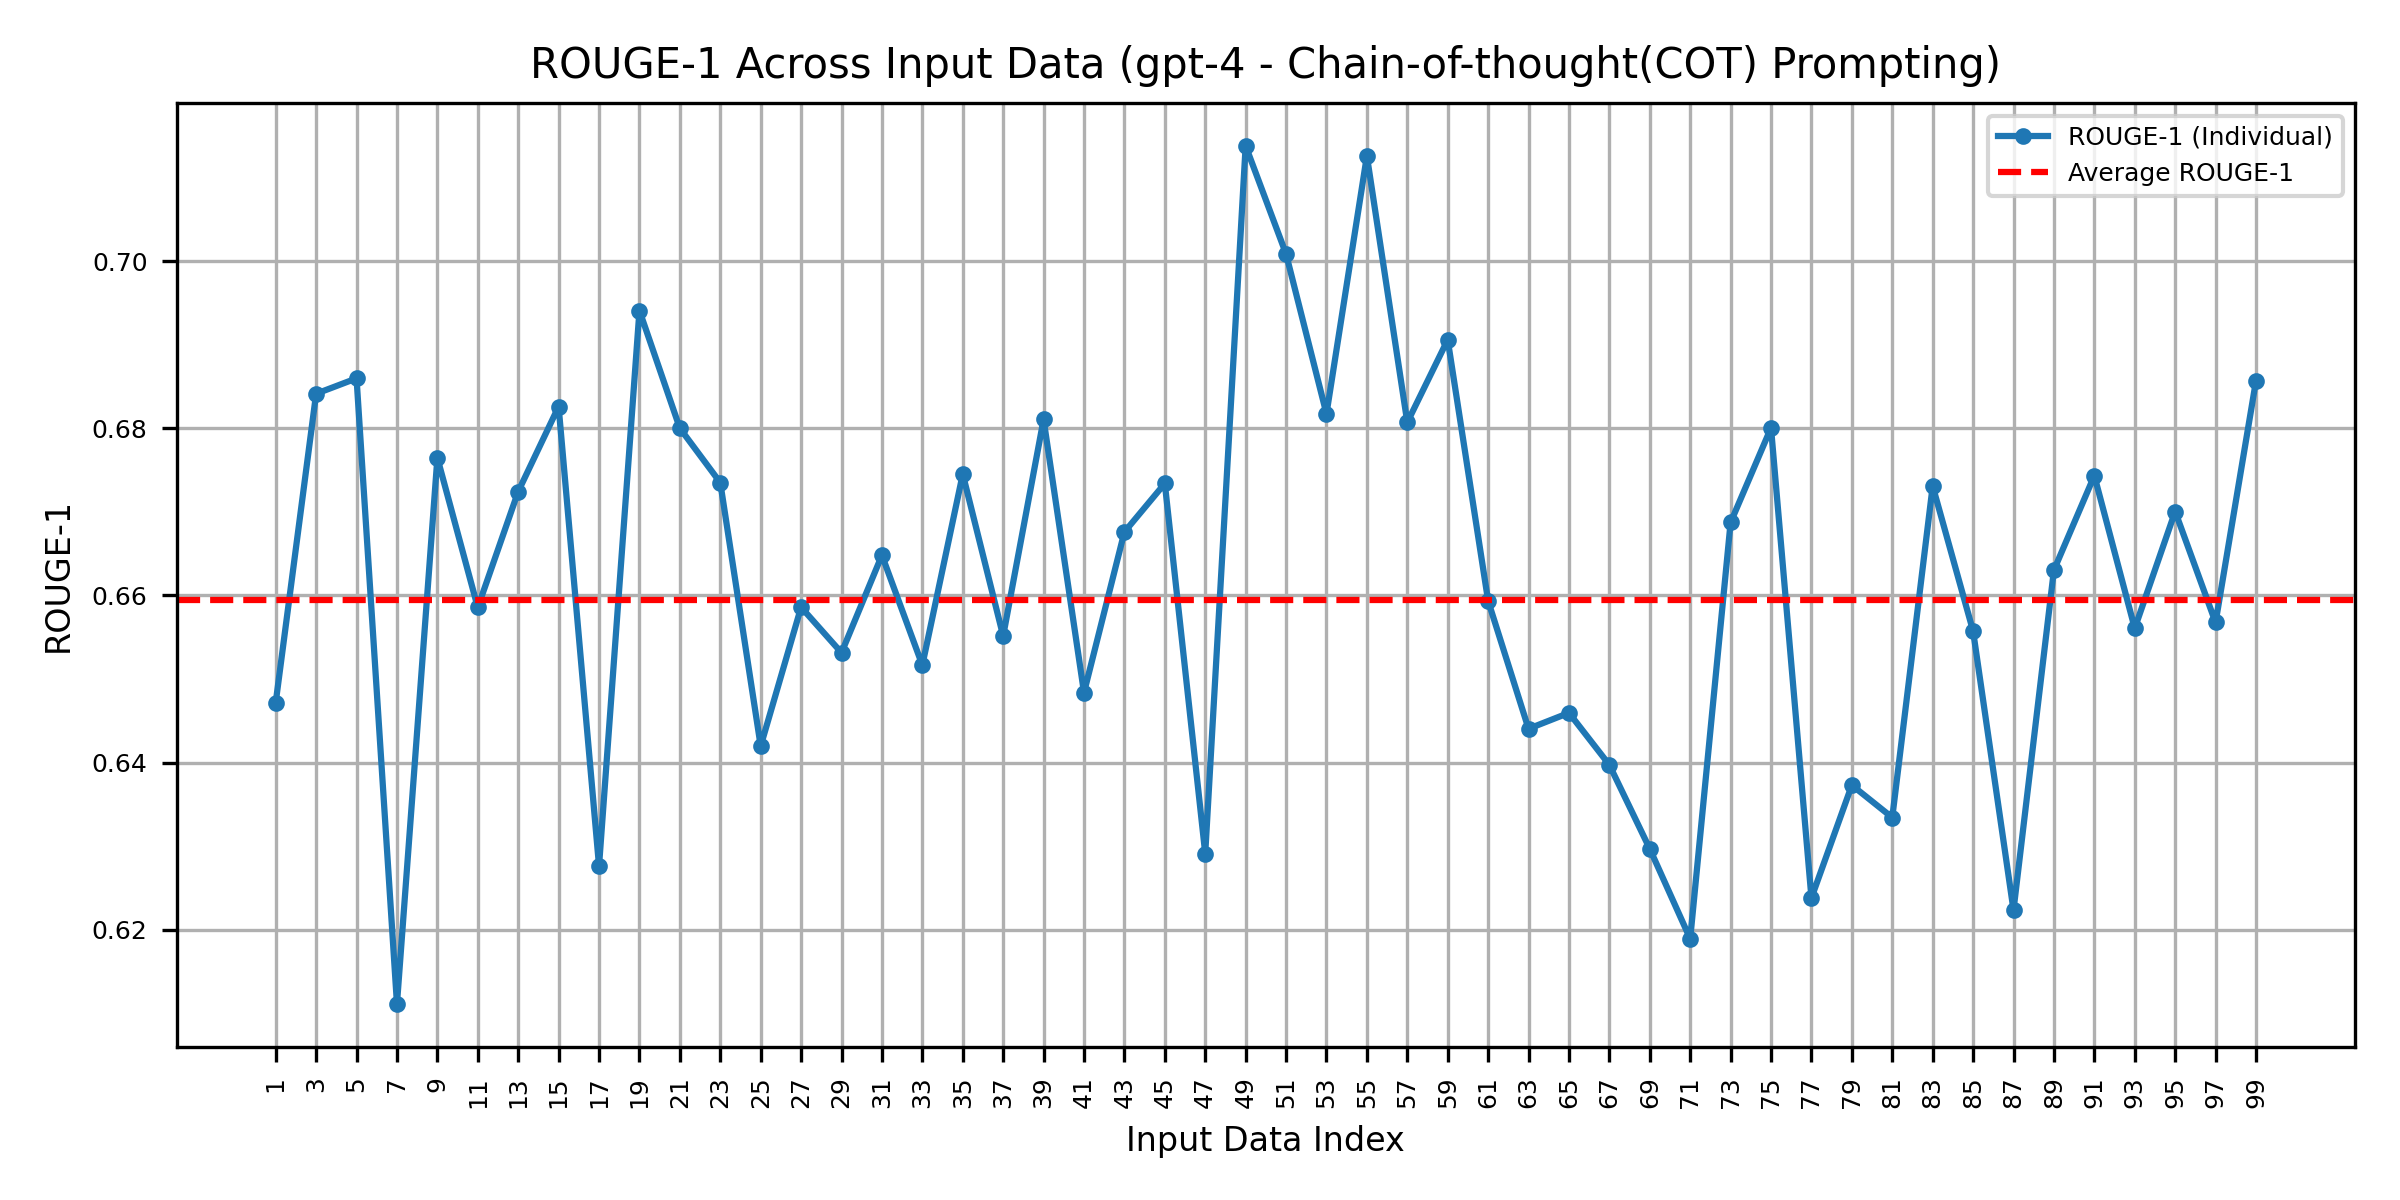 ROUGE-1 Across Input Data (gpt-4 - Chain-of-thought(COT) Prompting)
ROUGE-1 (Individual)
Average ROUGE-1
ROUGE-1
0.70
0.68
0.66
0.64
0.62
1 3 5 7 9 11 13 15 17 19 21 23 25 27 29 31 33 35 37 39 41 43 45 47 49 51 53 55 57 59 61 63 65 67 69 71 73 75 77 79 81 83 85 87 89 91 93 95 97 99
Input Data Index